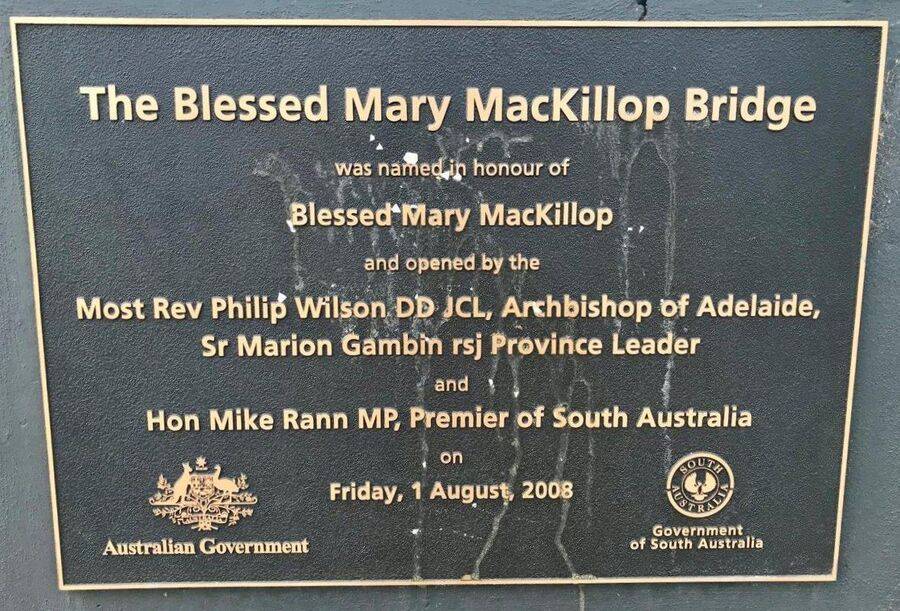 The Blessed Mary MacKillop Bridge
was named in honour of
Blessed Mary MacKillop
and opened by the
Most Rev Philip Wilson DD JCL, Archbishop of Adelaide,
Sr Marion Gambin rsj Province Leader
and
Hon Mike Rann MP, Premier of South Australia
on
Friday, 1 August, 2008
Australian Government
SOUTH AUSTRALIA
Government
of South Australia